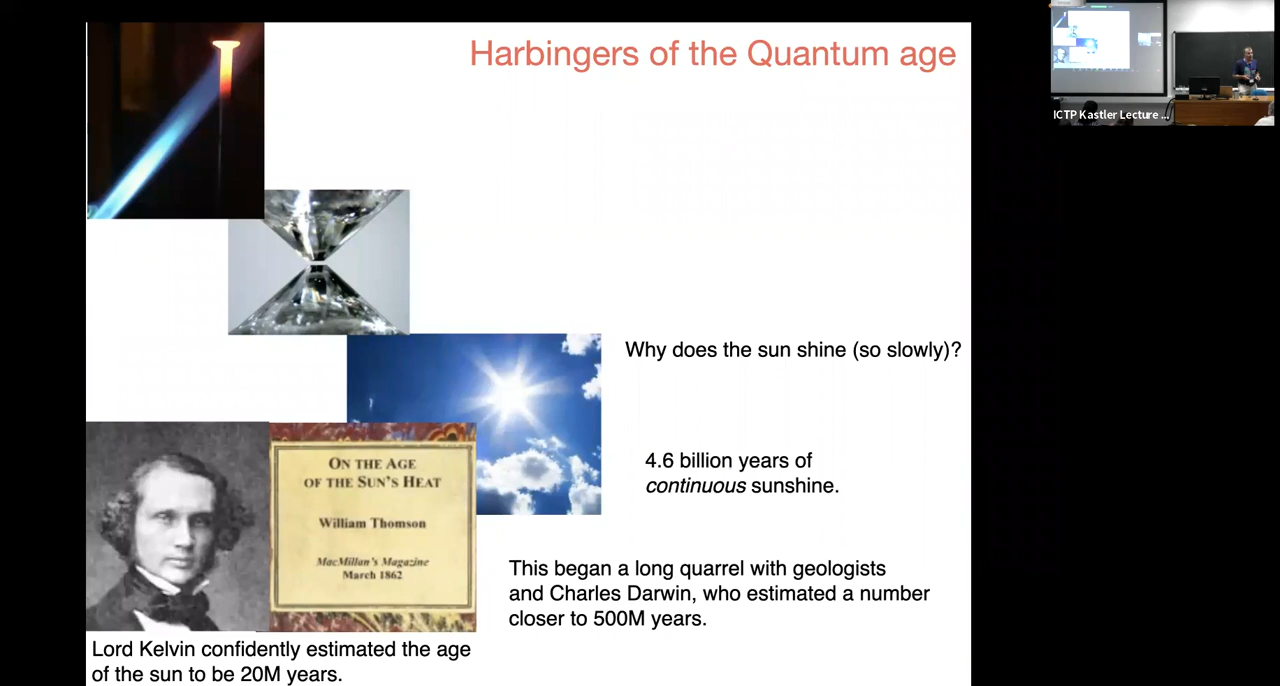 Harbingers of the Quantum age
ICTP Kastler Lecture ...
Why does the sun shine (so slowly)?
4.6 billion years of
continuous sunshine.
ON THE AGE
OF THE SUN'S HEAT
William Thomson
MacMillan's Magazine
March 1862
This began a long quarrel with geologists
and Charles Darwin, who estimated a number
closer to 500M years.
Lord Kelvin confidently estimated the age
of the sun to be 20M years.